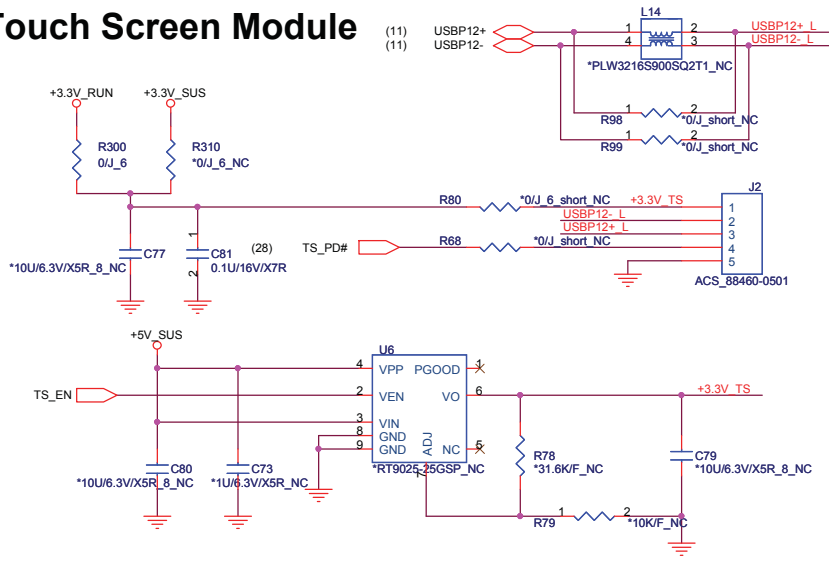 Touch Screen Module
(11) USBP12+
(11) USBP12-
L14
1 2 USBP12+_L
4 3 USBP12-_L
*PLW3216S900SQ2T1_NC
R98 1 2 *0/J_short_NC
R99 1 2 *0/J_short_NC
+3.3V_RUN +3.3V_SUS
R300
0/J_6
R310
*0/J_6_NC
J2
R80 *0/J_6_short_NC +3.3V_TS 1
USBP12-_L 2
USBP12+_L 3
(28) TS_PD# R68 *0/J_short_NC 4
5
ACS_88460-0501
C77
*10U/6.3V/X5R_8_NC
1
C81
2 0.1U/16V/X7R
+5V_SUS
U6
4 VPP PGOOD 1
TS_EN 2 VEN VO 6 +3.3V_TS
3 VIN
8 GND
9 GND ADJ NC 5
7
*RT9025-25GSP_NC
C80
*10U/6.3V/X5R_8_NC
C73
*1U/6.3V/X5R_NC
R78
*31.6K/F_NC
C79
*10U/6.3V/X5R_8_NC
R79 1 2 *10K/F_NC